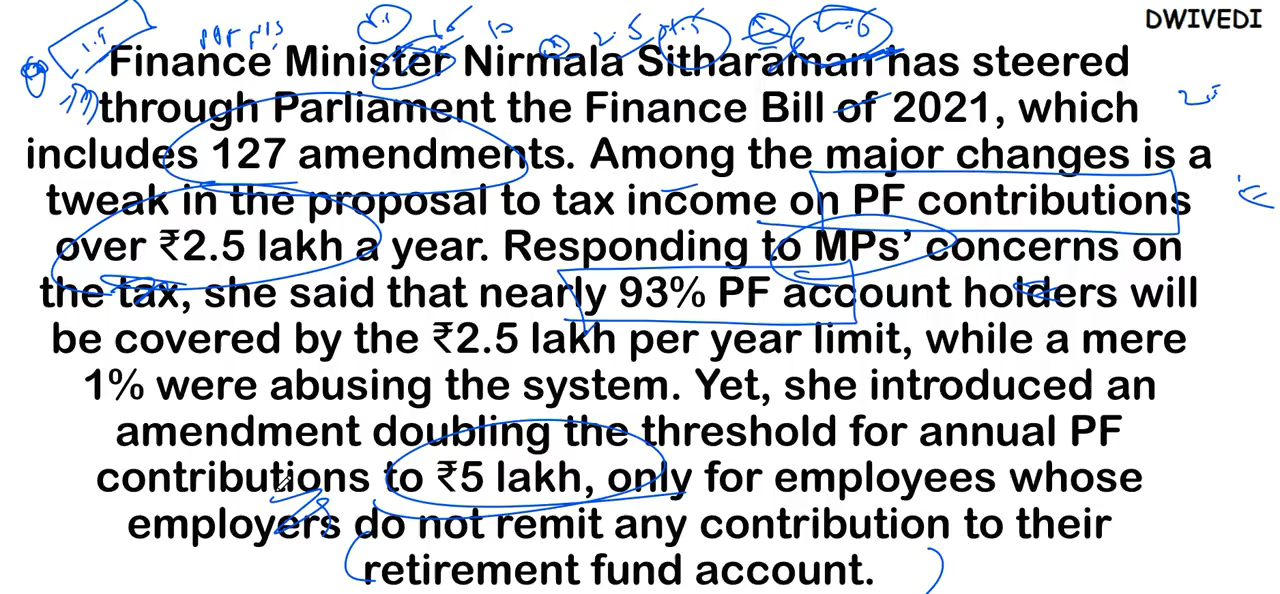 DWIVEDI
Finance Minister Nirmala Sitharaman has steered
through Parliament the Finance Bill of 2021, which
includes 127 amendments. Among the major changes is a
tweak in the proposal to tax income on PF contributions
over ₹2.5 lakh a year. Responding to MPs’ concerns on
the tax, she said that nearly 93% PF account holders will
be covered by the ₹2.5 lakh per year limit, while a mere
1% were abusing the system. Yet, she introduced an
amendment doubling the threshold for annual PF
contributions to ₹5 lakh, only for employees whose
employers do not remit any contribution to their
retirement fund account.